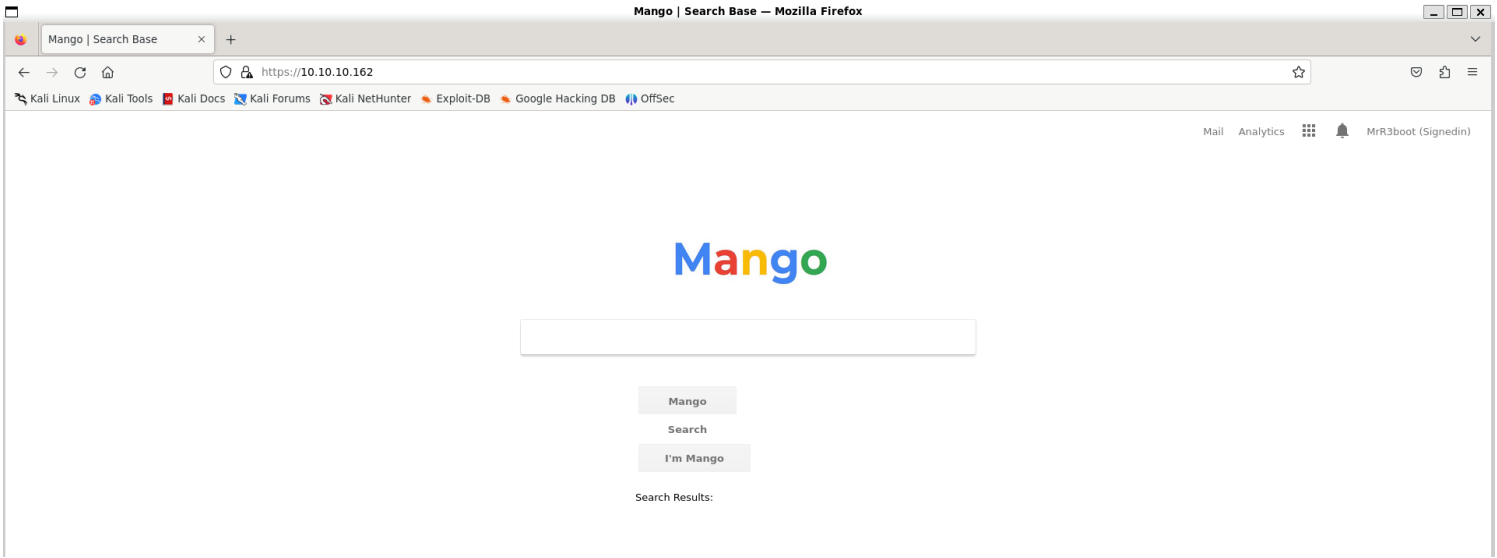 Mango | Search Base — Mozilla Firefox
Mango | Search Base
https://10.10.10.162
Kali Linux Kali Tools Kali Docs Kali Forums Kali NetHunter Exploit-DB Google Hacking DB OffSec
Mail Analytics MrR3boot (Signedin)
Mango
Mango
Search
I'm Mango
Search Results: